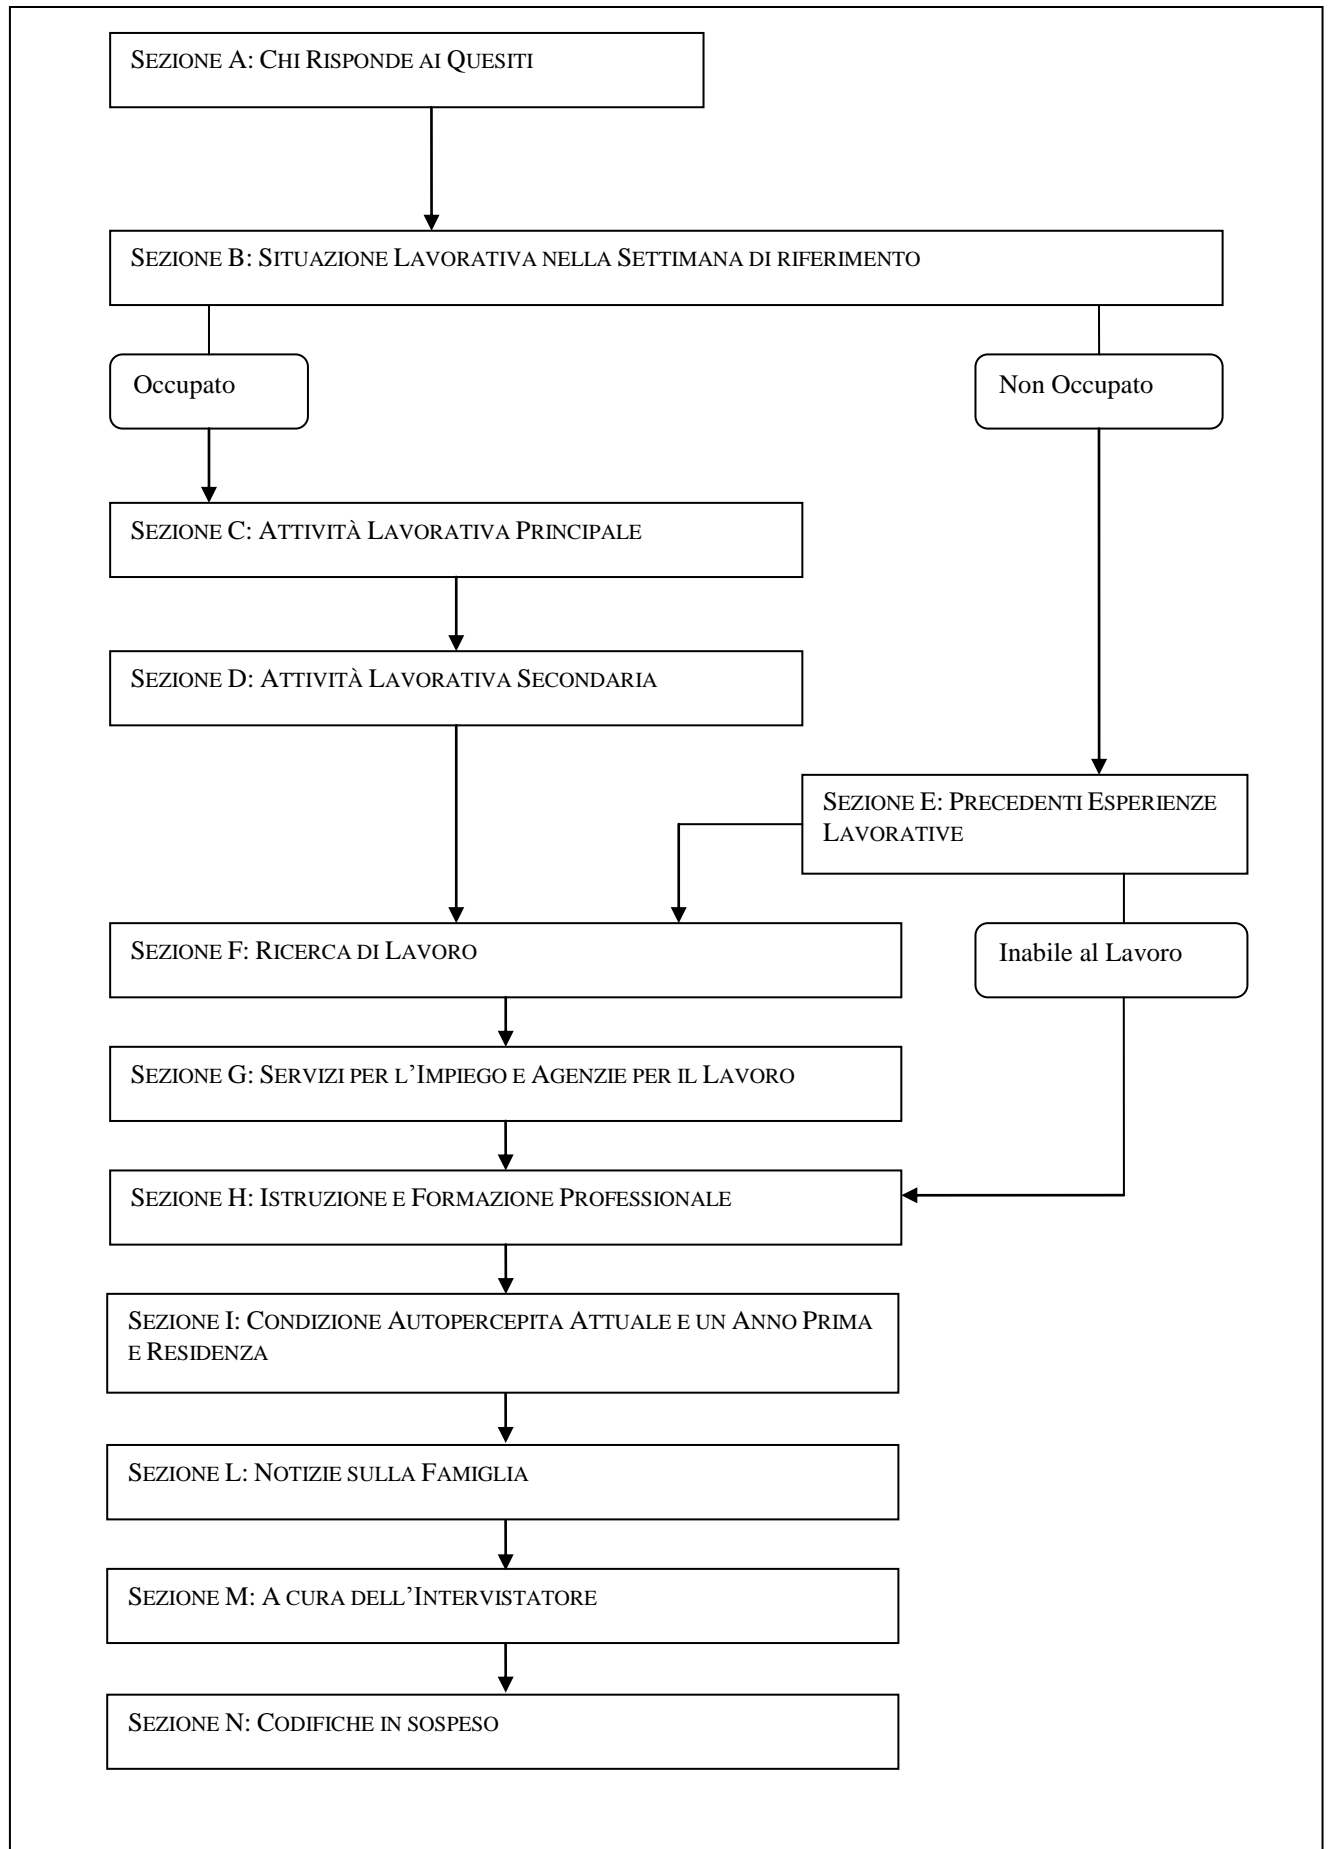 SEZIONE A: CHI RISPONDE AI QUESITI
SEZIONE B: SITUAZIONE LAVORATIVA NELLA SETTIMANA DI RIFERIMENTO
Occupato
Non Occupato
SEZIONE C: ATTIVITÀ LAVORATIVA PRINCIPALE
SEZIONE D: ATTIVITÀ LAVORATIVA SECONDARIA
SEZIONE E: PRECEDENTI ESPERIENZE
LAVORATIVE
SEZIONE F: RICERCA DI LAVORO
Inabile al Lavoro
SEZIONE G: SERVIZI PER L’IMPIEGO E AGENZIE PER IL LAVORO
SEZIONE H: ISTRUZIONE E FORMAZIONE PROFESSIONALE
SEZIONE I: CONDIZIONE AUTOPERCEPITA ATTUALE E UN ANNO PRIMA
E RESIDENZA
SEZIONE L: NOTIZIE SULLA FAMIGLIA
SEZIONE M: A CURA DELL’INTERVISTATORE
SEZIONE N: CODIFICHE IN SOSPESO